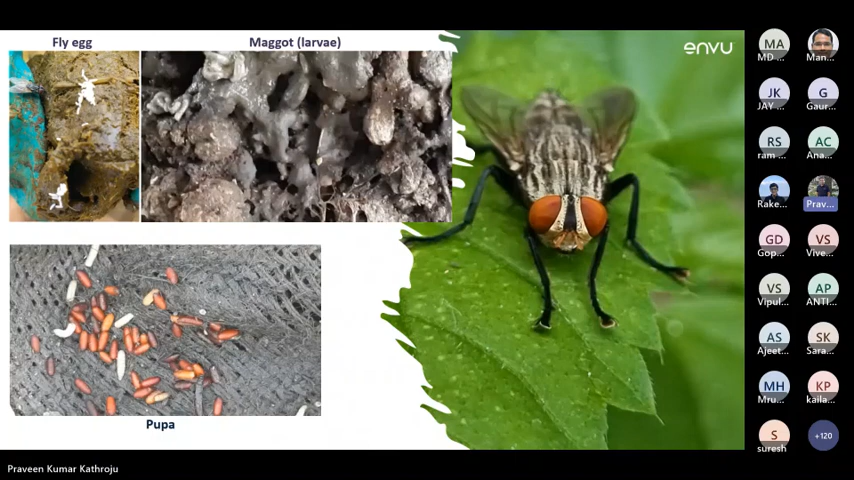 Fly egg
Maggot (larvae)
envu
Pupa
MA
MD ...
Man...
JK
JAY ...
G
Gaur...
RS
ram ...
AC
Ana...
Rake...
Prav...
GD
Gop...
VS
Vive...
VS
Vipul...
AP
ANTI...
AS
Ajeet...
SK
Sara...
MH
Mru...
KP
kaila...
S
suresh
+120
Praveen Kumar Kathroju